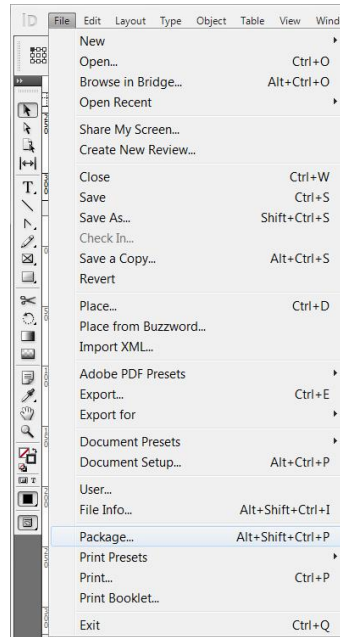 ID File Edit Layout Type Object Table View Wind
New
Open... Ctrl+O
Browse in Bridge... Alt+Ctrl+O
Open Recent
Share My Screen...
Create New Review...
Close Ctrl+W
Save Ctrl+S
Save As... Shift+Ctrl+S
Check In...
Save a Copy... Alt+Ctrl+S
Revert
Place... Ctrl+D
Place from Buzzword...
Import XML...
Adobe PDF Presets
Export... Ctrl+E
Export for
Document Presets
Document Setup... Alt+Ctrl+P
User...
File Info... Alt+Shift+Ctrl+I
Package... Alt+Shift+Ctrl+P
Print Presets
Print... Ctrl+P
Print Booklet...
Exit Ctrl+Q